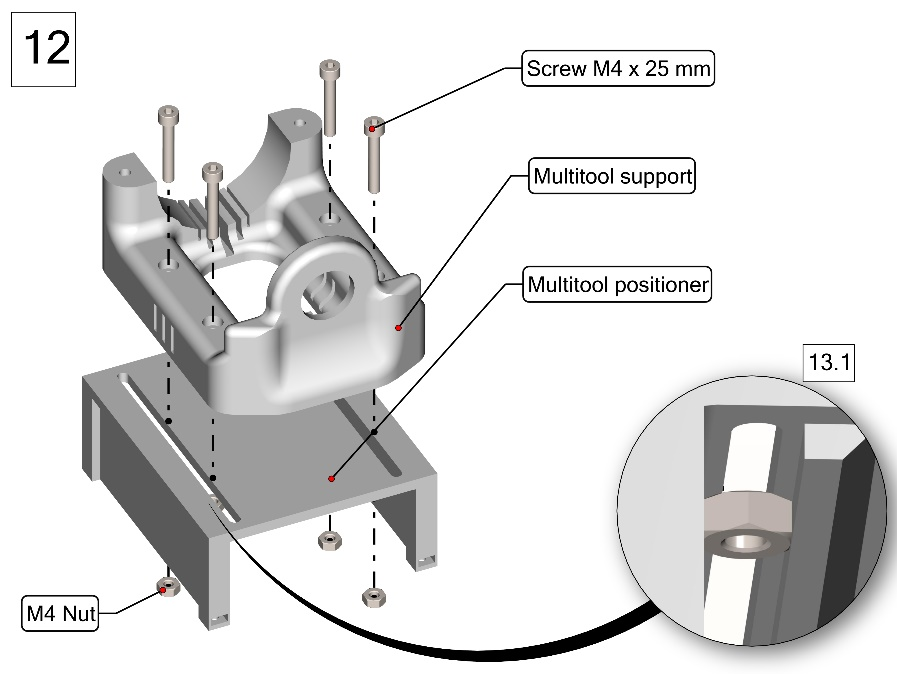 12
Screw M4 x 25 mm
Multitool support
Multitool positioner
13.1
M4 Nut